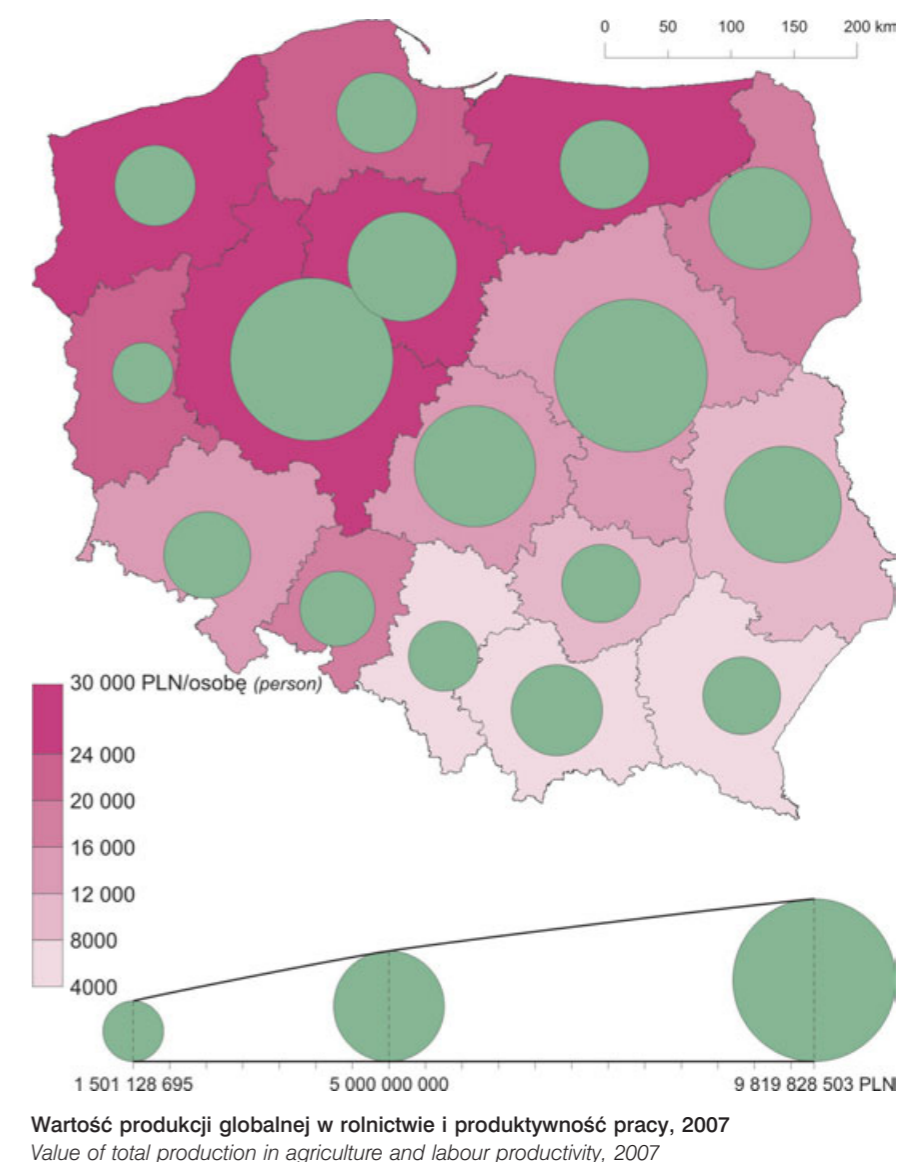 0 50 100 150 200 km
30 000 PLN/osobę (person)
24 000
20 000
16 000
12 000
8000
4000
1 501 128 695 5 000 000 000 9 819 828 503 PLN
Wartość produkcji globalnej w rolnictwie i produktywność pracy, 2007
Value of total production in agriculture and labour productivity, 2007